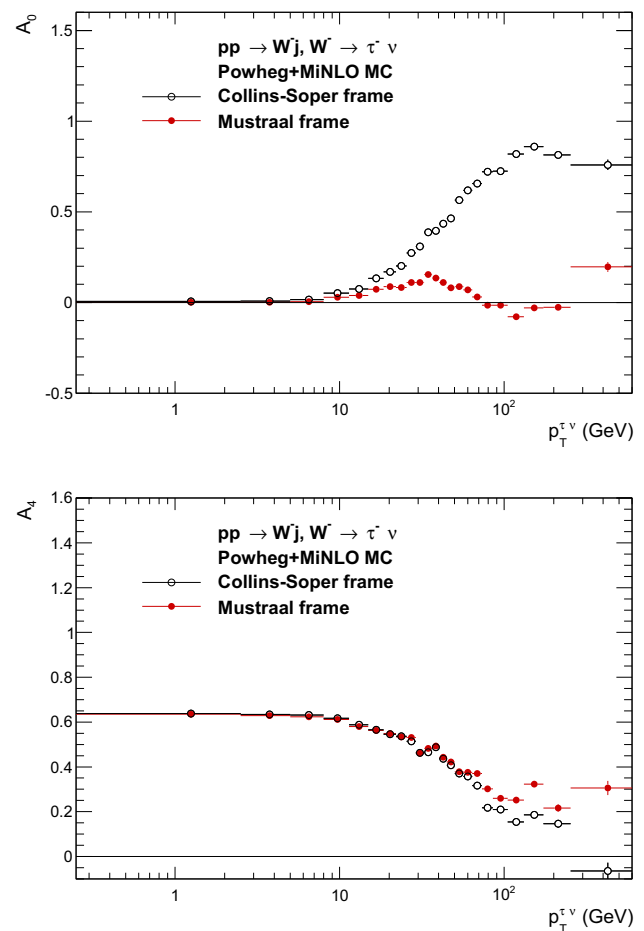 A₀
1.5
pp → W⁻j, W⁻ → τ⁻ ν
Powheg+MiNLO MC
Collins-Soper frame
Mustraal frame
1
0.5
0
-0.5
1 10 10²
p_T^{τ ν} (GeV)
A₄
1.6
1.4
pp → W⁻j, W⁻ → τ⁻ ν
Powheg+MiNLO MC
1.2
Collins-Soper frame
Mustraal frame
1
0.8
0.6
0.4
0.2
0
1 10 10²
p_T^{τ ν} (GeV)